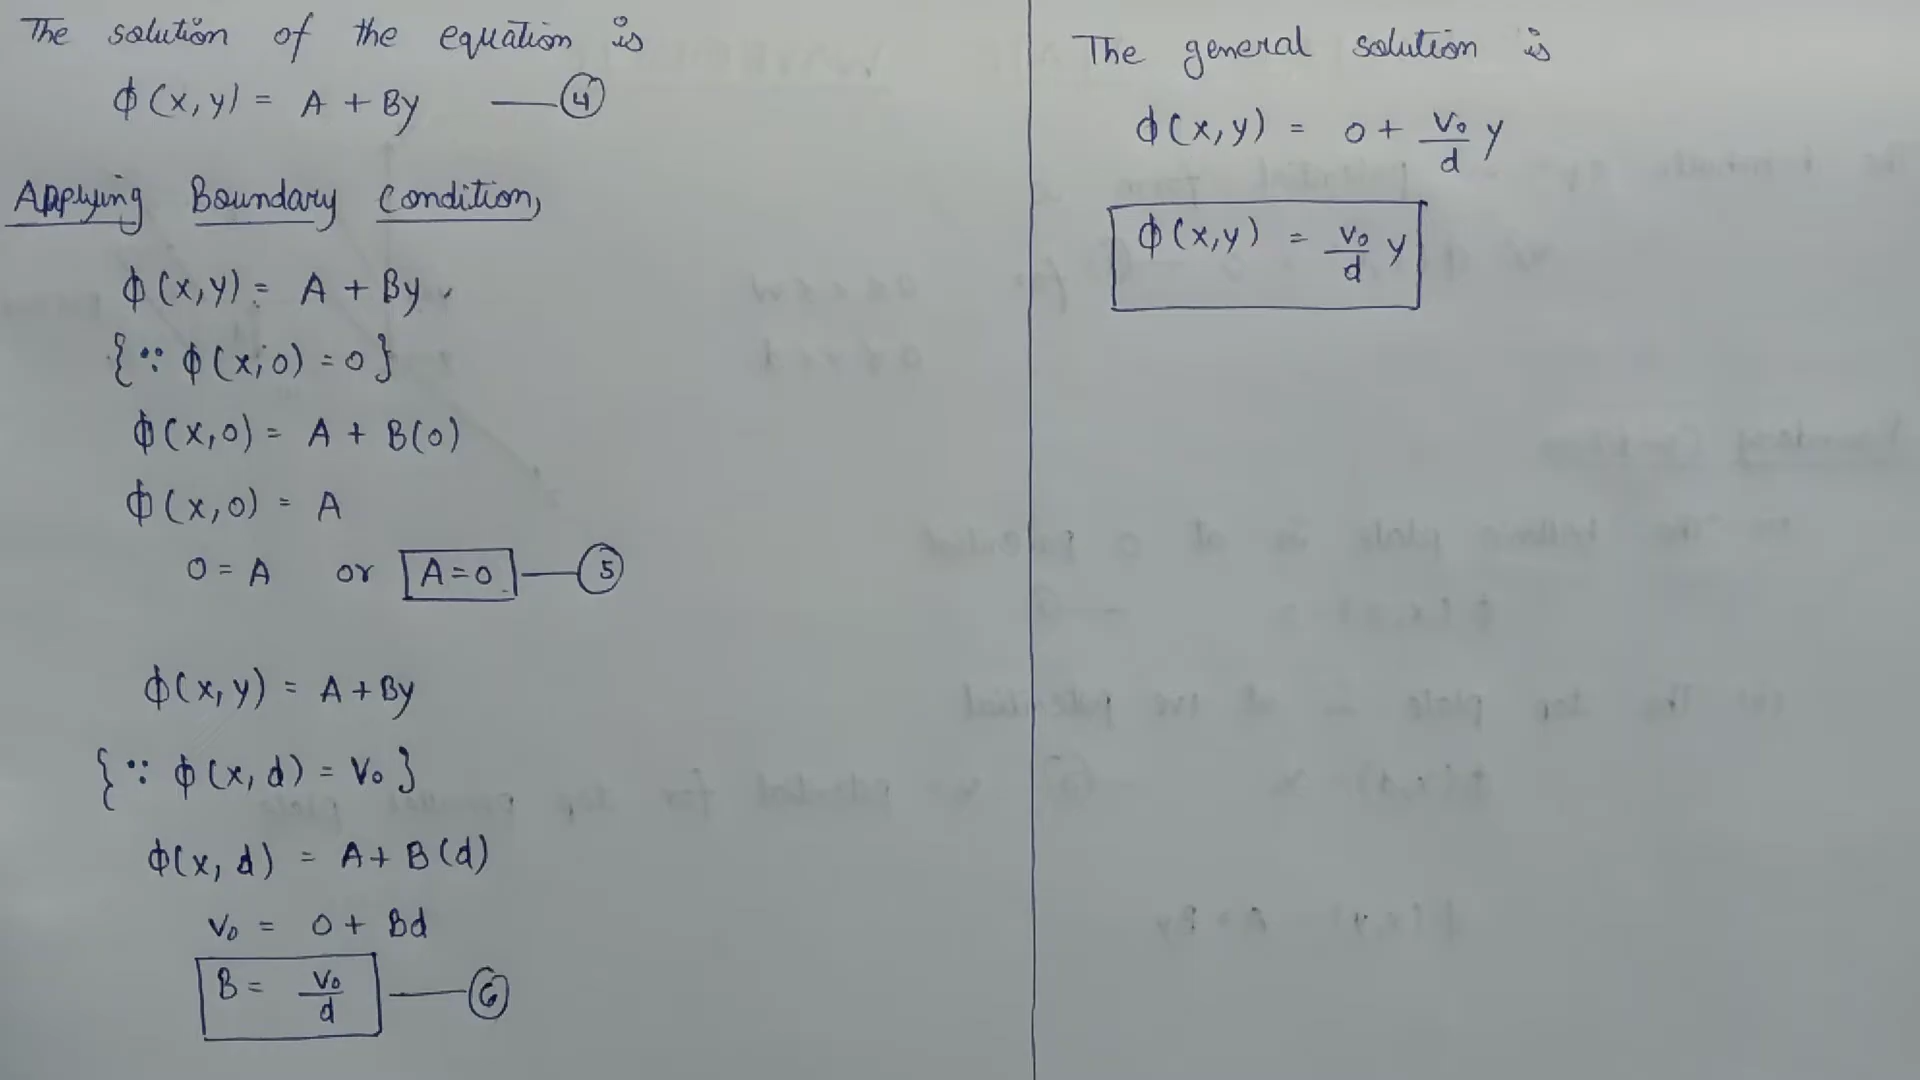 The solution of the equation is
ϕ(x,y) = A + By —④
Applying Boundary Condition,
ϕ(x,y) = A + By
{∵ ϕ(x,0) = 0}
ϕ(x,0) = A + B(0)
ϕ(x,0) = A
0 = A or A = 0 —⑤
ϕ(x,y) = A + By
{∵ ϕ(x,d) = V₀}
ϕ(x,d) = A + B(d)
V₀ = 0 + Bd
B = V₀/d —⑥
The general solution is
ϕ(x,y) = 0 + V₀/d y
ϕ(x,y) = V₀/d y